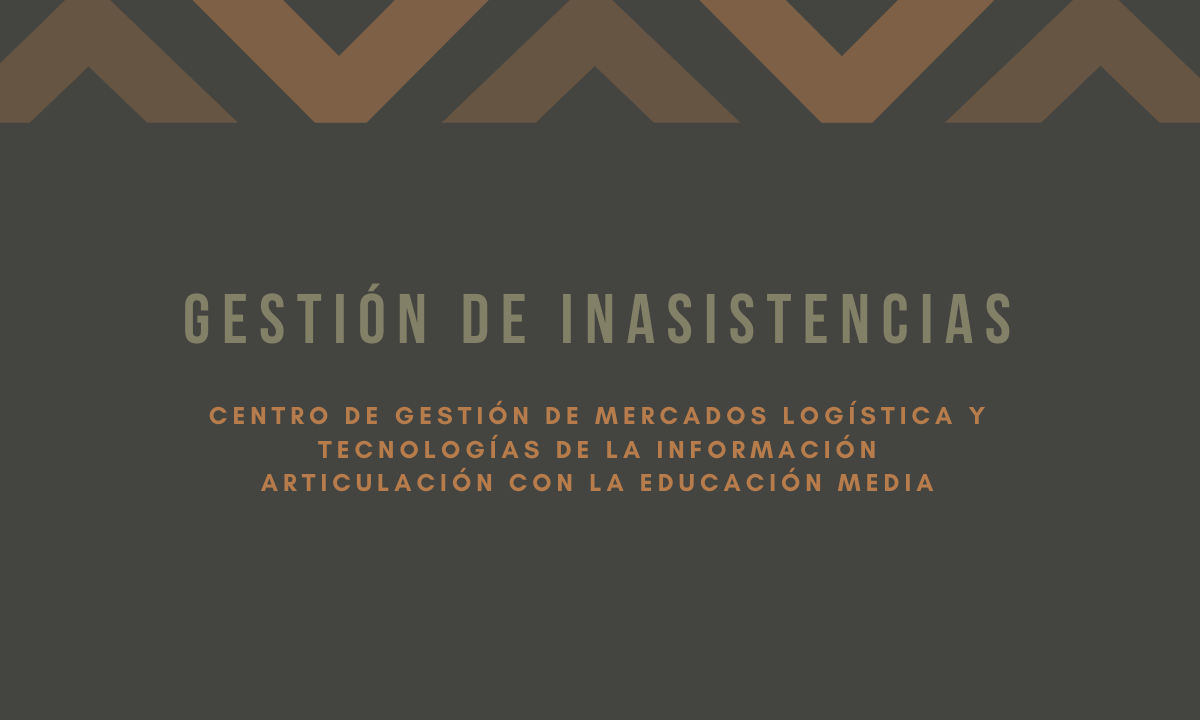 GESTIÓN DE INASISTENCIAS
CENTRO DE GESTIÓN DE MERCADOS LOGÍSTICA Y
TECNOLOGÍAS DE LA INFORMACIÓN
ARTICULACIÓN CON LA EDUCACIÓN MEDIA